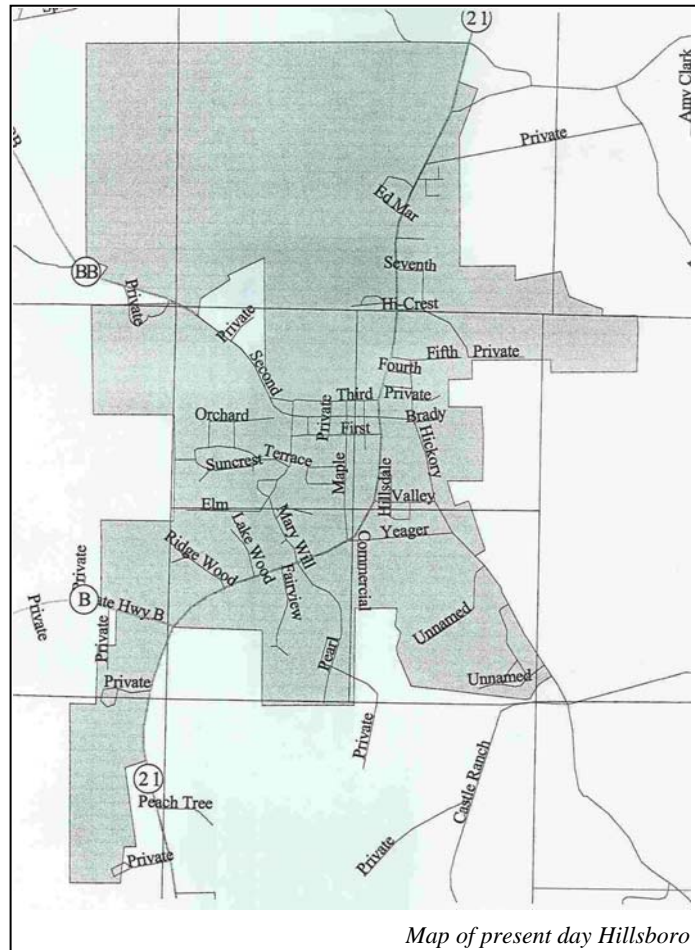 21
Amy Clark
Private
Ed Mar
Seventh
BB
Private
Hi-Crest
Private
Second
Fifth Private
Fourth
Third Private
Orchard
Private
First
Brady
Hickory
Suncrest Terrace
Maple
Hillsdale
Valley
Elm
Mary Will
Lake Wood
Yeager
Ridge Wood
Commercial
Fairview
Private
B
ate Hwy B
Private
Private
Unnamed
Pearl
Private
Unnamed
Private
21
Peach Tree
Castle Ranch
Private
Private
Map of present day Hillsboro